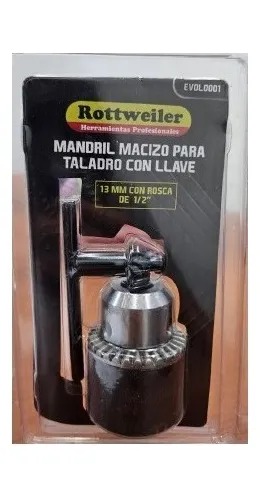 EVOL0001
Rottweiler
Herramientas Profesionales
MANDRIL MACIZO PARA
TALADRO CON LLAVE
13 MM CON ROSCA
DE 1/2"